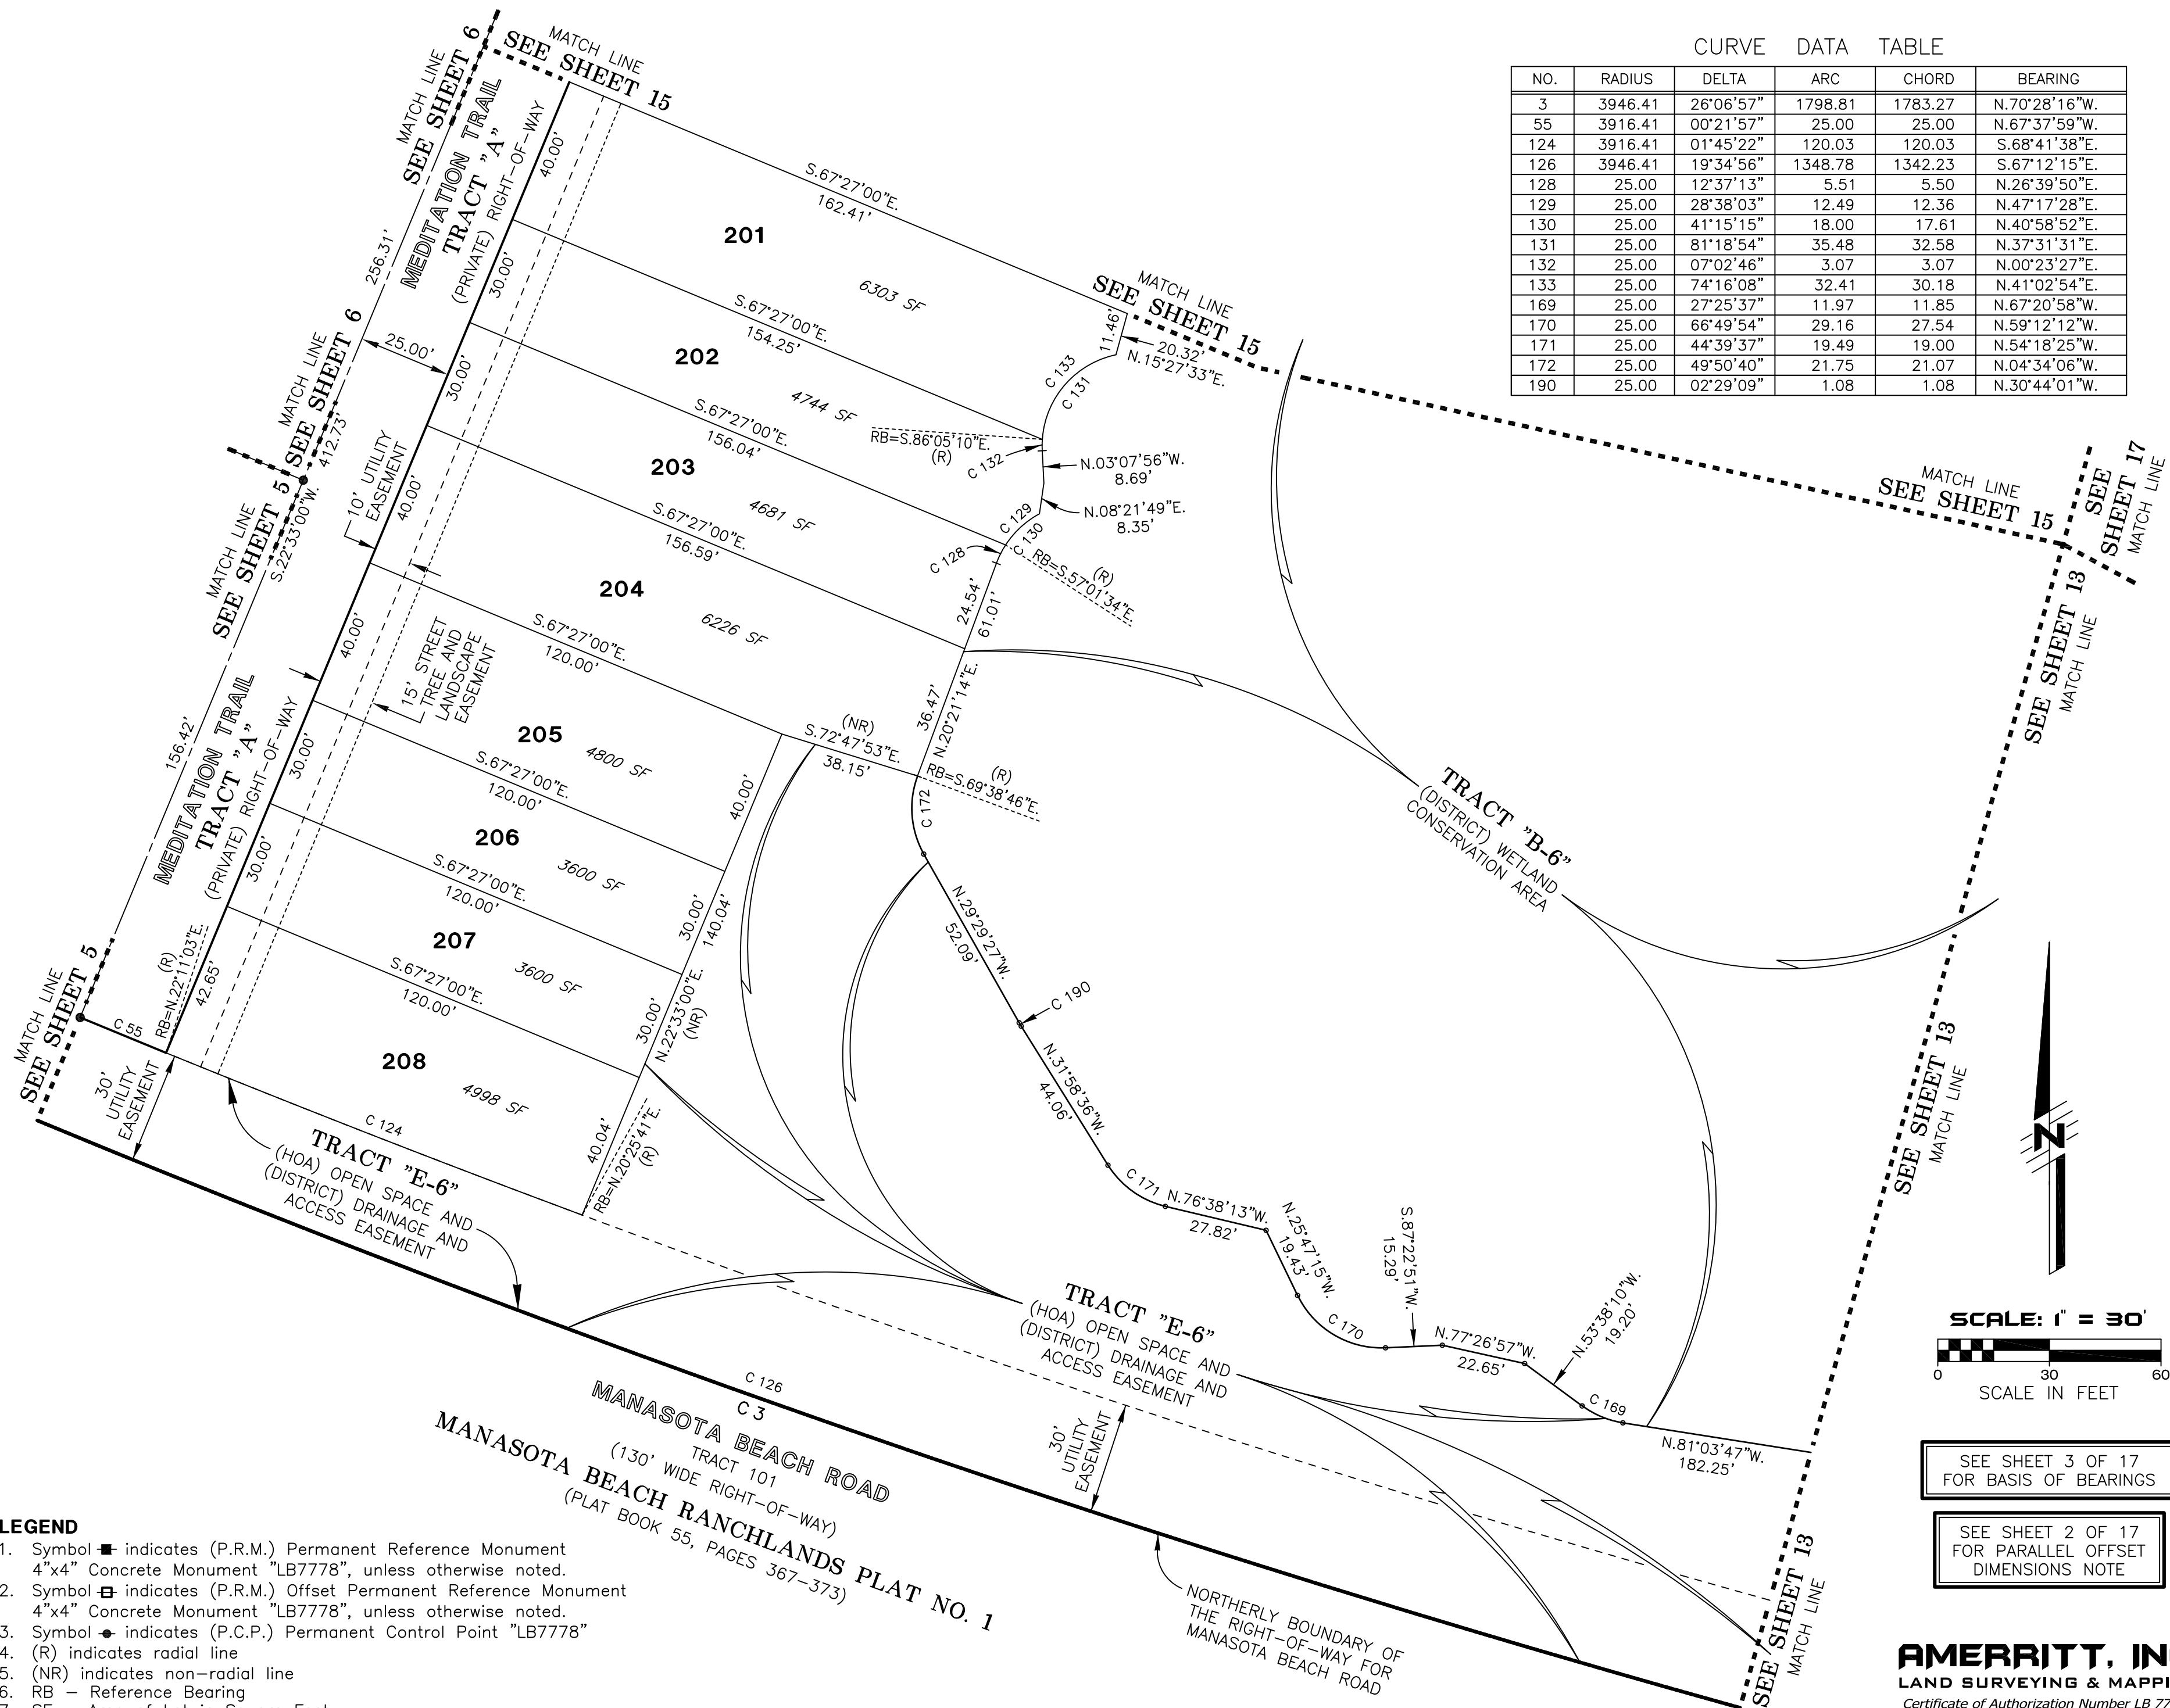 MATCH LINE
SEE SHEET 6
MATCH LINE
SEE SHEET 15
CURVE DATA TABLE
NO. RADIUS DELTA ARC CHORD BEARING
3 3946.41 26°06'57" 1798.81 1783.27 N.70°28'16"W.
55 3916.41 00°21'57" 25.00 25.00 N.67°37'59"W.
124 3916.41 01°45'22" 120.03 120.03 S.68°41'38"E.
126 3946.41 19°34'56" 1348.78 1342.23 S.67°12'15"E.
128 25.00 12°37'13" 5.51 5.50 N.26°39'50"E.
129 25.00 28°38'03" 12.49 12.36 N.47°17'28"E.
130 25.00 41°15'15" 18.00 17.61 N.40°58'52"E.
131 25.00 81°18'54" 35.48 32.58 N.37°31'31"E.
132 25.00 07°02'46" 3.07 3.07 N.00°23'27"E.
133 25.00 74°16'08" 32.41 30.18 N.41°02'54"E.
169 25.00 27°25'37" 11.97 11.85 N.67°20'58"W.
170 25.00 66°49'54" 29.16 27.54 N.59°12'12"W.
171 25.00 44°39'37" 19.49 19.00 N.54°18'25"W.
172 25.00 49°50'40" 21.75 21.07 N.04°34'06"W.
190 25.00 02°29'09" 1.08 1.08 N.30°44'01"W.
MEDITATION TRAIL
TRACT "A"
(PRIVATE) RIGHT-OF-WAY
40.00'
256.31'
S.67°27'00"E.
162.41'
201
6303 SF
30.00'
S.67°27'00"E.
154.25'
MATCH LINE
SEE SHEET 15
11.46'
20.32'
N.15°27'33"E.
C 133
C 131
MATCH LINE
SEE SHEET 6
25.00'
30.00'
202
4744 SF
S.67°27'00"E.
156.04'
RB=S.86°05'10"E.
(R)
C 132
N.03°07'56"W.
8.69'
N.08°21'49"E.
8.35'
412.73'
S.22°33'00"W.
10' UTILITY
EASEMENT
40.00'
203
4681 SF
S.67°27'00"E.
156.59'
C 129
C 130
C 128
RB=S.57°01'34"E.
(R)
MATCH LINE
SEE SHEET 15
SEE
SHEET 17
MATCH LINE
MATCH LINE
SEE SHEET 5
204
6226 SF
24.54'
61.01'
40.00'
S.67°27'00"E.
120.00'
15' STREET
TREE AND
LANDSCAPE
EASEMENT
SEE SHEET 13
MATCH LINE
156.42'
MEDITATION TRAIL
TRACT "A"
(PRIVATE) RIGHT-OF-WAY
30.00'
205
4800 SF
S.67°27'00"E.
120.00'
40.00'
(NR)
S.72°47'53"E.
38.15'
36.47'
N.20°21'14"E.
RB=S.69°38'46"E.
(R)
C 172
TRACT "B-6"
(DISTRICT) WETLAND
CONSERVATION AREA
30.00'
206
3600 SF
S.67°27'00"E.
120.00'
30.00'
140.04'
N.29°29'27"W.
52.09'
MATCH LINE
SEE SHEET 5
RB=N.22°11'03"E.
(R)
42.65'
207
3600 SF
S.67°27'00"E.
120.00'
30.00'
N.22°33'00"E.
(NR)
C 190
C 55
30'
UTILITY
EASEMENT
208
4998 SF
C 124
40.04'
RB=N.20°25'41"E.
(R)
N.31°58'36"W.
44.06'
SEE SHEET 13
MATCH LINE
N
TRACT "E-6"
(HOA) OPEN SPACE AND
(DISTRICT) DRAINAGE AND
ACCESS EASEMENT
C 171
N.76°38'13"W.
27.82'
N.25°47'15"W.
19.43'
S.87°22'51"W.
15.29'
C 170
N.77°26'57"W.
22.65'
N.53°38'10"W.
19.20'
C 169
N.81°03'47"W.
182.25'
TRACT "E-6"
(HOA) OPEN SPACE AND
(DISTRICT) DRAINAGE AND
ACCESS EASEMENT
30'
UTILITY
EASEMENT
C 126
C 3
MANASOTA BEACH ROAD
TRACT 101
(130' WIDE RIGHT-OF-WAY)
MANASOTA BEACH RANCHLANDS PLAT NO. 1
(PLAT BOOK 55, PAGES 367-373)
NORTHERLY BOUNDARY OF
THE RIGHT-OF-WAY FOR
MANASOTA BEACH ROAD
SEE SHEET 13
MATCH LINE
SCALE: 1" = 30'
0 30 60
SCALE IN FEET
SEE SHEET 3 OF 17
FOR BASIS OF BEARINGS
SEE SHEET 2 OF 17
FOR PARALLEL OFFSET
DIMENSIONS NOTE
LEGEND
1. Symbol indicates (P.R.M.) Permanent Reference Monument
4"x4" Concrete Monument "LB7778", unless otherwise noted.
2. Symbol indicates (P.R.M.) Offset Permanent Reference Monument
4"x4" Concrete Monument "LB7778", unless otherwise noted.
3. Symbol indicates (P.C.P.) Permanent Control Point "LB7778"
4. (R) indicates radial line
5. (NR) indicates non-radial line
6. RB - Reference Bearing
AMERRITT, IN
LAND SURVEYING & MAPPI
Certificate of Authorization Number LB 77